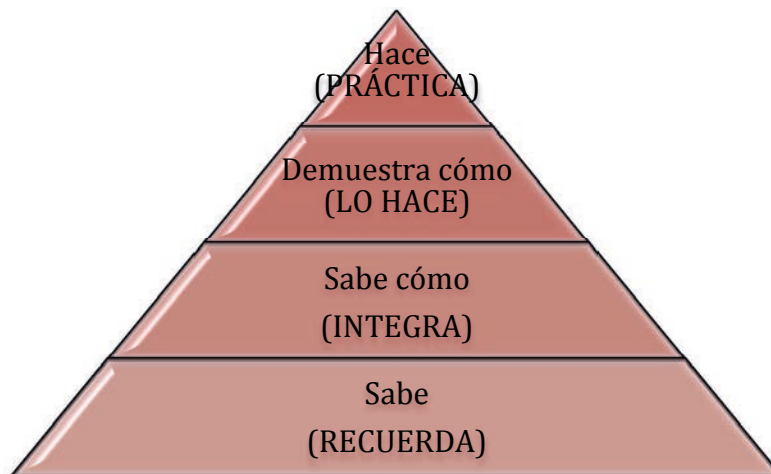 Hace
(PRÁCTICA)
Demuestra cómo
(LO HACE)
Sabe cómo
(INTEGRA)
Sabe
(RECUERDA)